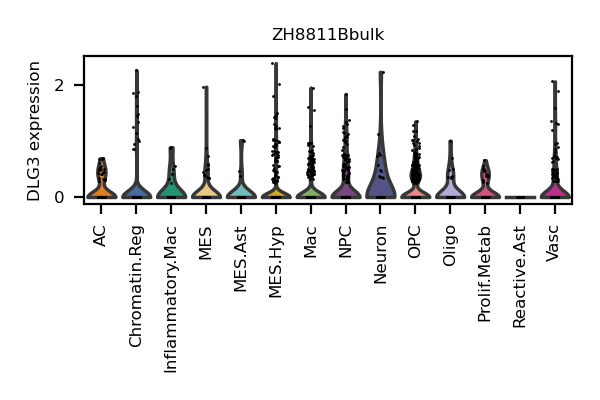 ZH8811Bbulk
DLG3 expression
2
0
AC
Chromatin.Reg
Inflammatory.Mac
MES
MES.Ast
MES.Hyp
Mac
NPC
Neuron
OPC
Oligo
Prolif.Metab
Reactive.Ast
Vasc